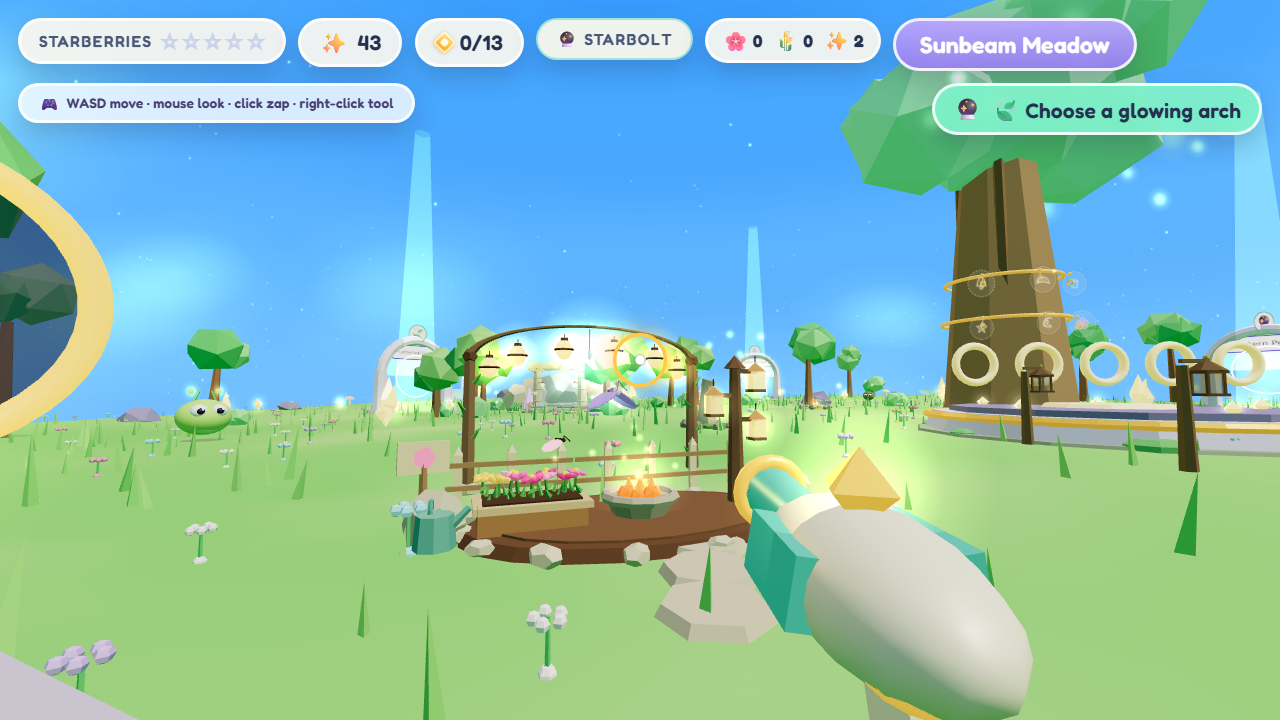 STARBERRIES
43
0/13
STARBOLT
0
0
2
Sunbeam Meadow
WASD move · mouse look · click zap · right-click tool
Choose a glowing arch